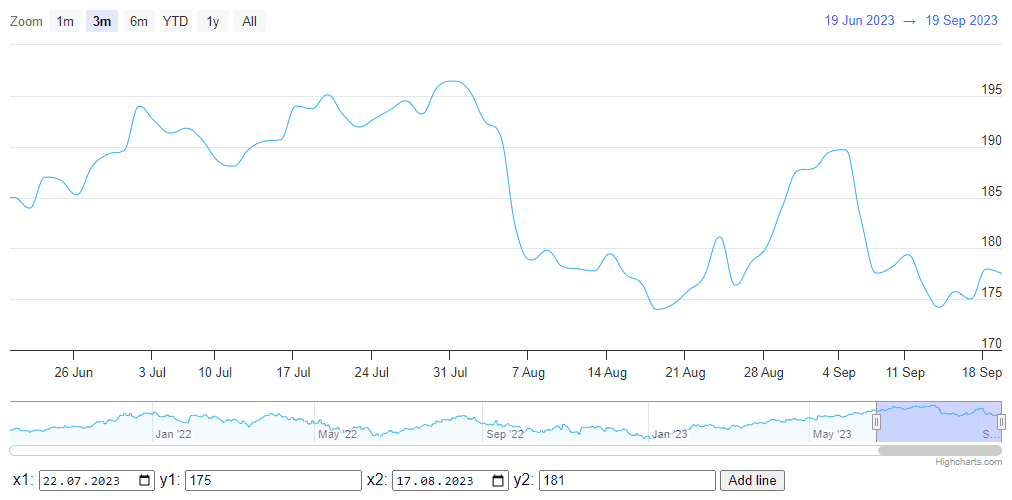 Zoom 1m 3m 6m YTD 1y All 19 Jun 2023 → 19 Sep 2023
195
190
185
180
175
170
26 Jun 3 Jul 10 Jul 17 Jul 24 Jul 31 Jul 7 Aug 14 Aug 21 Aug 28 Aug 4 Sep 11 Sep 18 Sep
Jan '22 May '22 Sep '22 Jan '23 May '23 S…
Highcharts.com
x1: 22.07.2023 y1: 175 x2: 17.08.2023 y2: 181 Add line